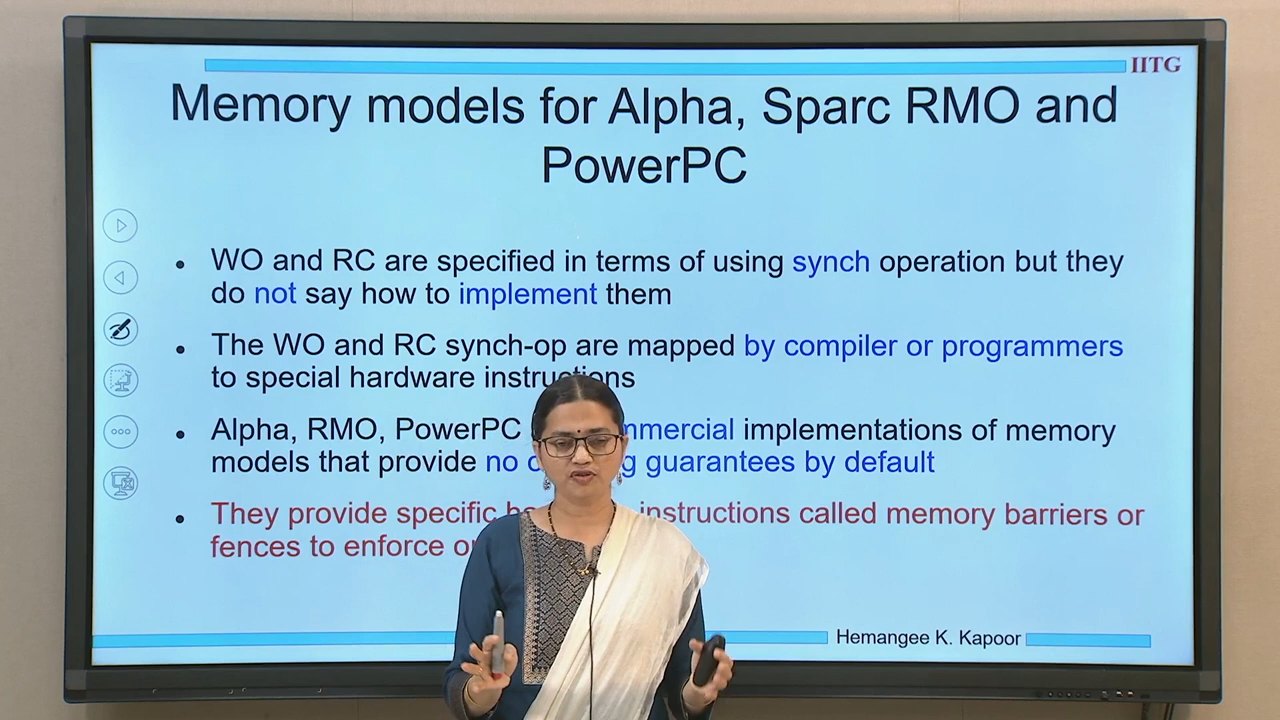 IITG
Memory models for Alpha, Sparc RMO and
PowerPC
• WO and RC are specified in terms of using synch operation but they
do not say how to implement them
• The WO and RC synch-op are mapped by compiler or programmers
to special hardware instructions
• Alpha, RMO, PowerPC implementations of memory
models that provide no guarantees by default
• They provide specific instructions called memory barriers or
fences to enforce
Hemangee K. Kapoor